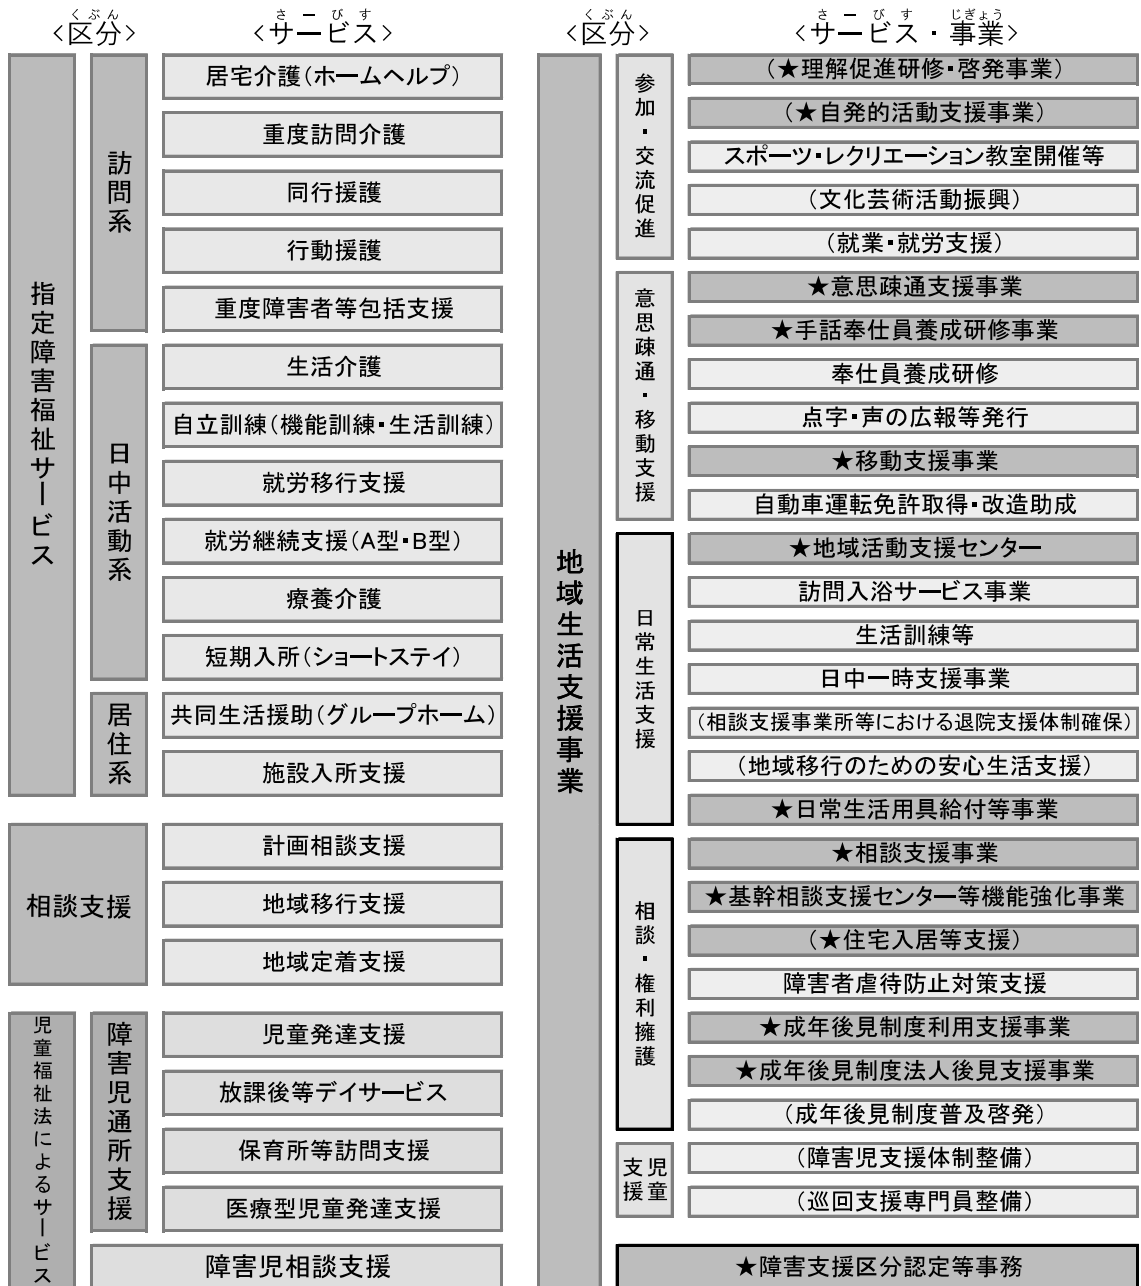 くぶん
<区分>
さーびす
<サービス>
指定障害福祉サービス
訪問系
居宅介護(ホームヘルプ)
重度訪問介護
同行援護
行動援護
重度障害者等包括支援
日中活動系
生活介護
自立訓練(機能訓練・生活訓練)
就労移行支援
就労継続支援(A型・B型)
療養介護
短期入所(ショートステイ)
居住系
共同生活援助(グループホーム)
施設入所支援
相談支援
計画相談支援
地域移行支援
地域定着支援
児童福祉法によるサービス
障害児通所支援
児童発達支援
放課後等デイサービス
保育所等訪問支援
医療型児童発達支援
障害児相談支援
くぶん
<区分>
さーびす じぎょう
<サービス・事業>
地域生活支援事業
参加・交流促進
(★理解促進研修・啓発事業)
(★自発的活動支援事業)
スポーツ・レクリエーション教室開催等
(文化芸術活動振興)
(就業・就労支援)
意思疎通・移動支援
★意思疎通支援事業
★手話奉仕員養成研修事業
奉仕員養成研修
点字・声の広報等発行
★移動支援事業
自動車運転免許取得・改造助成
日常生活支援
★地域活動支援センター
訪問入浴サービス事業
生活訓練等
日中一時支援事業
(相談支援事業所等における退院支援体制確保)
(地域移行のための安心生活支援)
★日常生活用具給付等事業
相談・権利擁護
★相談支援事業
★基幹相談支援センター等機能強化事業
(★住宅入居等支援)
障害者虐待防止対策支援
★成年後見制度利用支援事業
★成年後見制度法人後見支援事業
(成年後見制度普及啓発)
児童
支援
(障害児支援体制整備)
(巡回支援専門員整備)
★障害支援区分認定等事務